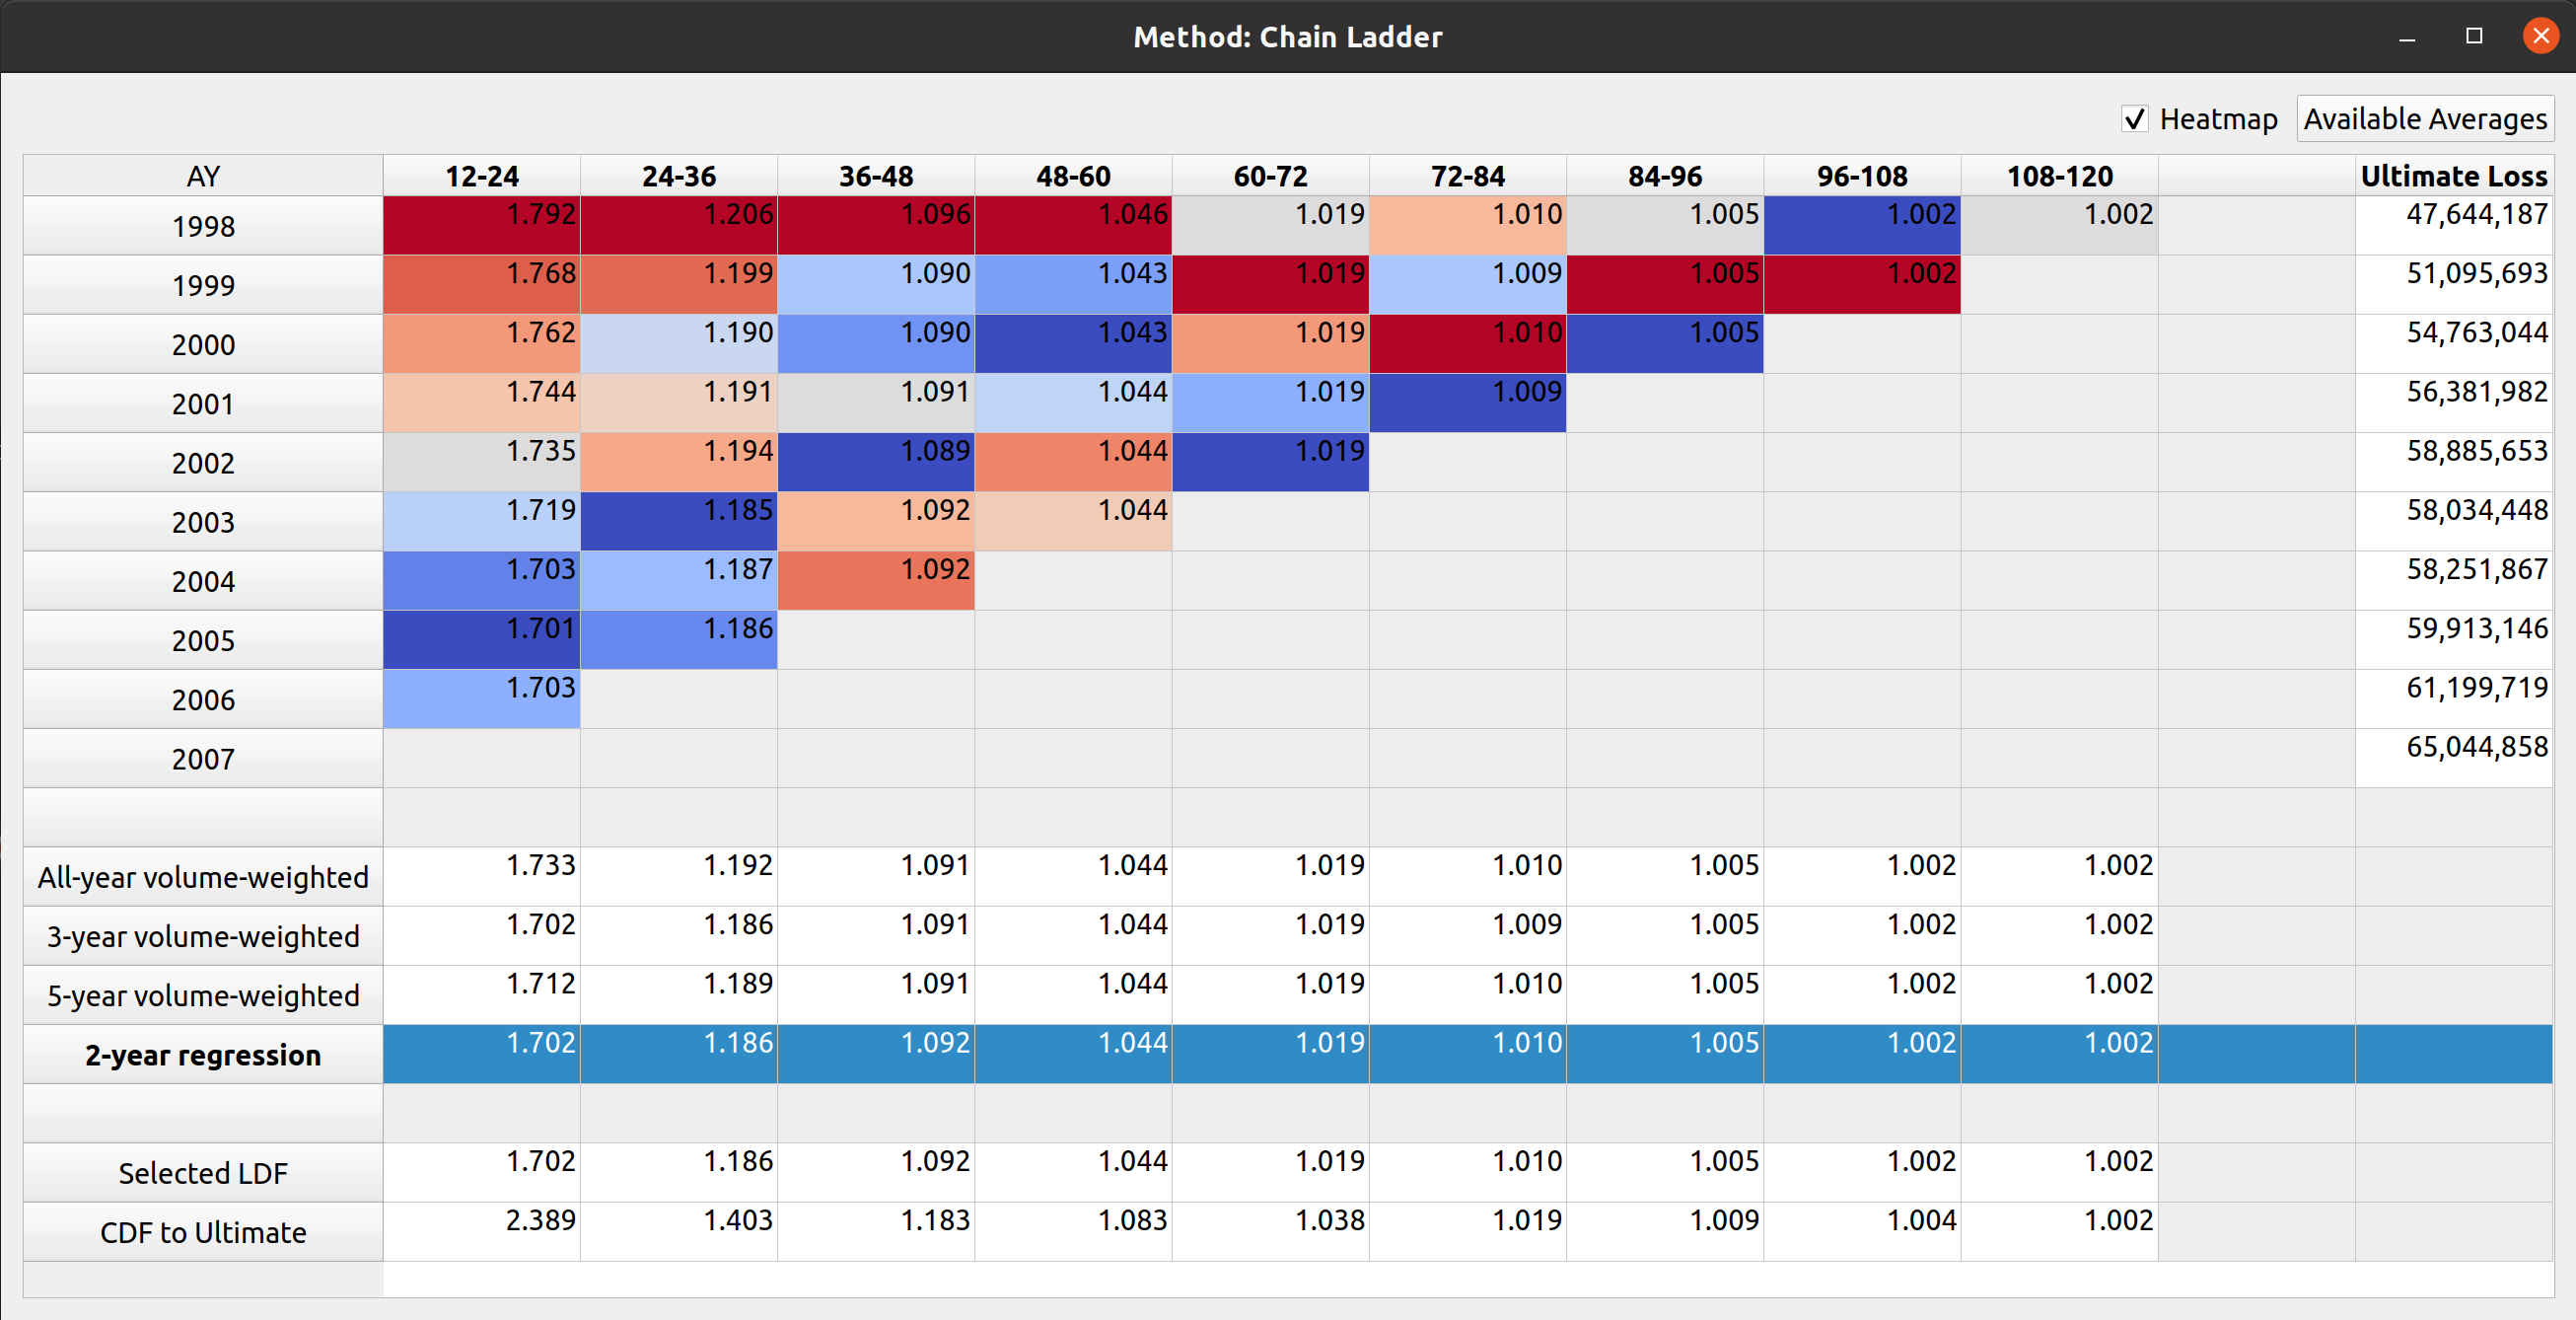 Method: Chain Ladder
Heatmap Available Averages
AY 12-24 24-36 36-48 48-60 60-72 72-84 84-96 96-108 108-120 Ultimate Loss
1998 1.792 1.206 1.096 1.046 1.019 1.010 1.005 1.002 1.002 47,644,187
1999 1.768 1.199 1.090 1.043 1.019 1.009 1.005 1.002 51,095,693
2000 1.762 1.190 1.090 1.043 1.019 1.010 1.005 54,763,044
2001 1.744 1.191 1.091 1.044 1.019 1.009 56,381,982
2002 1.735 1.194 1.089 1.044 1.019 58,885,653
2003 1.719 1.185 1.092 1.044 58,034,448
2004 1.703 1.187 1.092 58,251,867
2005 1.701 1.186 59,913,146
2006 1.703 61,199,719
2007 65,044,858
All-year volume-weighted 1.733 1.192 1.091 1.044 1.019 1.010 1.005 1.002 1.002
3-year volume-weighted 1.702 1.186 1.091 1.044 1.019 1.009 1.005 1.002 1.002
5-year volume-weighted 1.712 1.189 1.091 1.044 1.019 1.010 1.005 1.002 1.002
2-year regression 1.702 1.186 1.092 1.044 1.019 1.010 1.005 1.002 1.002
Selected LDF 1.702 1.186 1.092 1.044 1.019 1.010 1.005 1.002 1.002
CDF to Ultimate 2.389 1.403 1.183 1.083 1.038 1.019 1.009 1.004 1.002